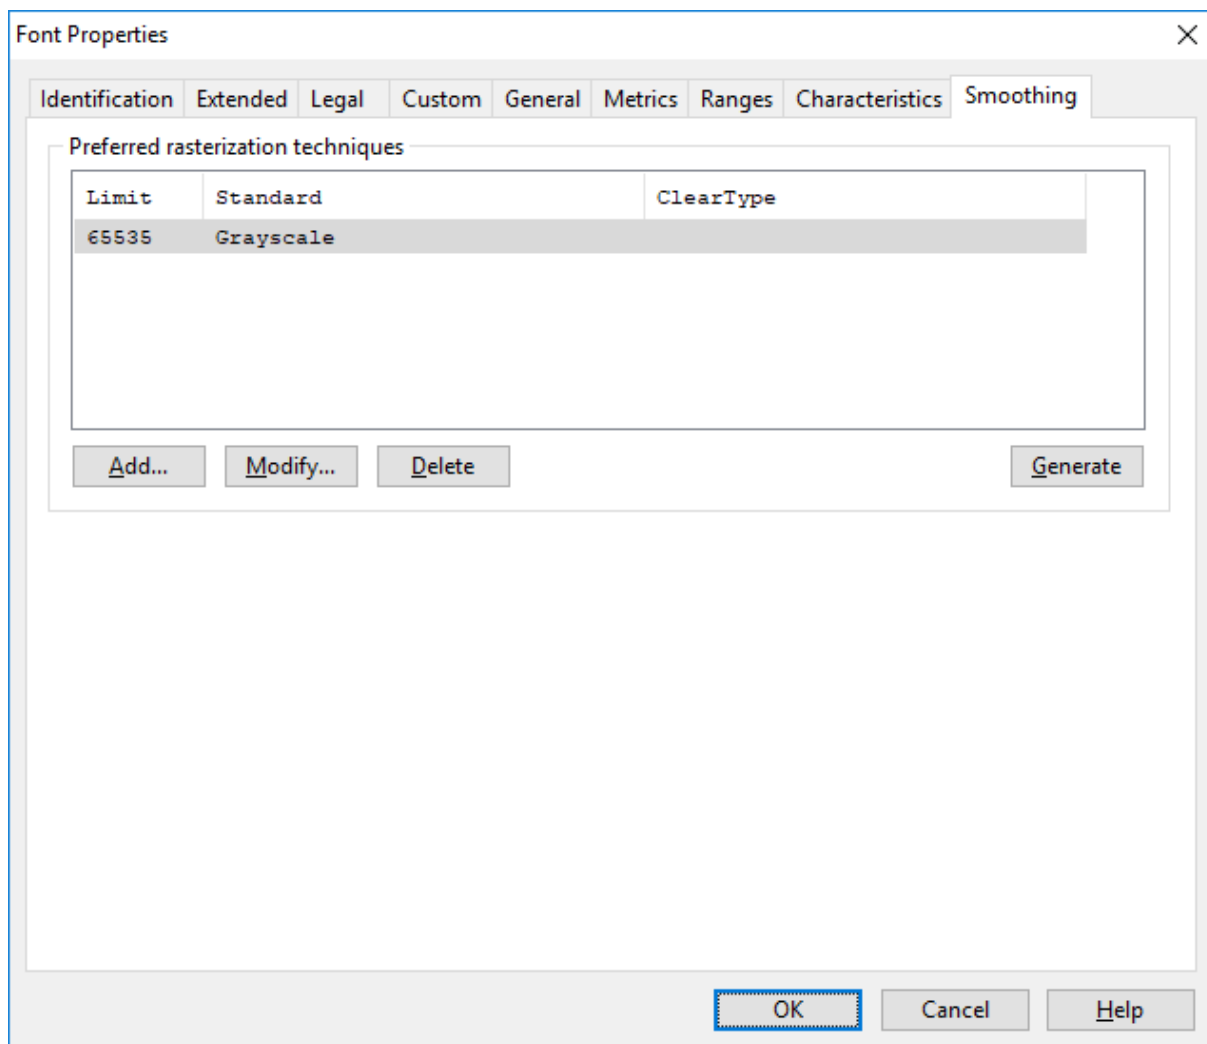 Font Properties
Identification Extended Legal Custom General Metrics Ranges Characteristics Smoothing
Preferred rasterization techniques
Limit Standard ClearType
65535 Grayscale
Add... Modify... Delete Generate
OK Cancel Help